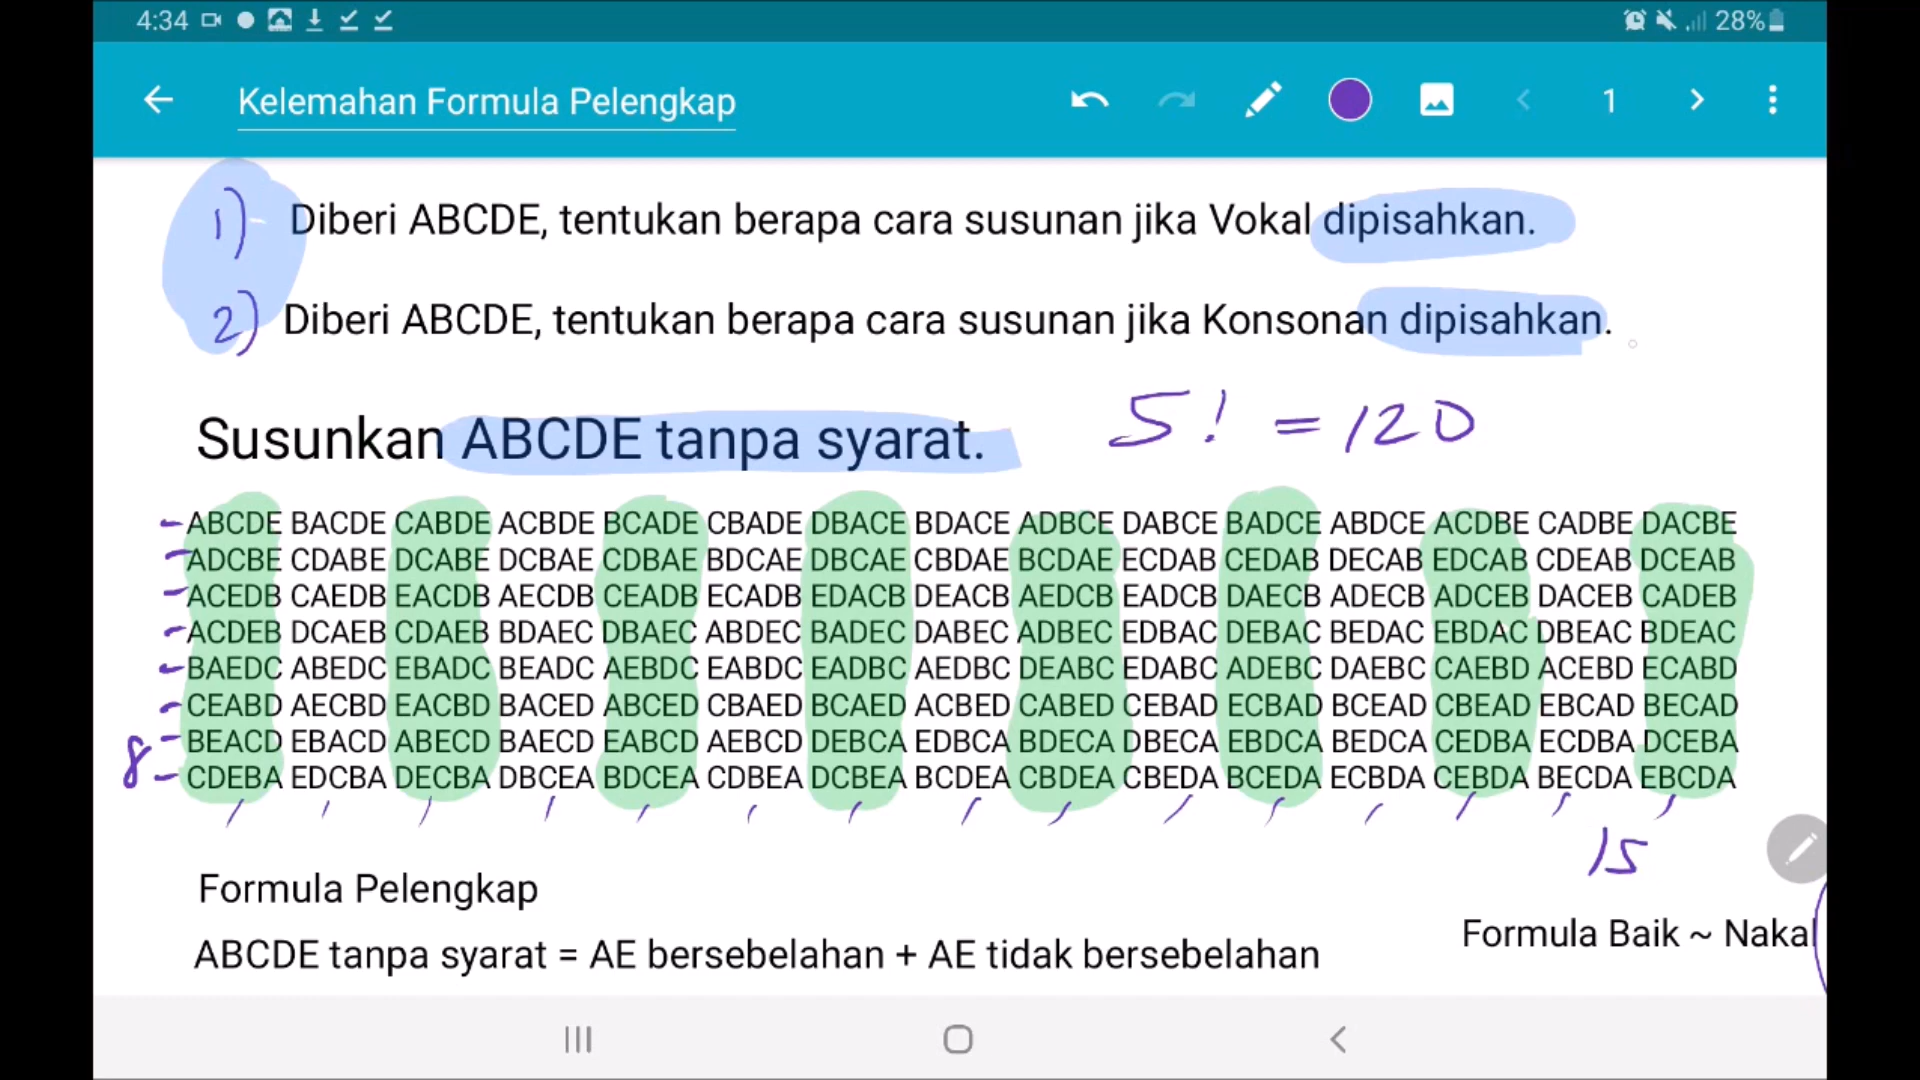 4:34 28%
Kelemahan Formula Pelengkap 1
1) Diberi ABCDE, tentukan berapa cara susunan jika Vokal dipisahkan.
2) Diberi ABCDE, tentukan berapa cara susunan jika Konsonan dipisahkan.
Susunkan ABCDE tanpa syarat. 5! = 120
ABCDE BACDE CABDE ACBDE BCADE CBADE DBACE BDACE ADBCE DABCE BADCE ABDCE ACDBE CADBE DACBE
ADCBE CDABE DCABE DCBAE CDBAE BDCAE DBCAE CBDAE BCDAE ECDAB CEDAB DECAB EDCAB CDEAB DCEAB
ACEDB CAEDB EACDB AECDB CEADB ECADB EDACB DEACB AEDCB EADCB DAECB ADECB ADCEB DACEB CADEB
ACDEB DCAEB CDAEB BDAEC DBAEC ABDEC BADEC DABEC ADBEC EDBAC DEBAC BEDAC EBDAC DBEAC BDEAC
BAEDC ABEDC EBADC BEADC AEBDC EABDC EADBC AEDBC DEABC EDABC ADEBC DAEBC CAEBD ACEBD ECABD
CEABD AECBD EACBD BACED ABCED CBAED BCAED ACBED CABED CEBAD ECBAD BCEAD CBEAD EBCAD BECAD
BEACD EBACD ABECD BAECD EABCD AEBCD DEBCA EDBCA BDECA DBECA EBDCA BEDCA CEDBA ECDBA DCEBA
8 CDEBA EDCBA DECBA DBCEA BDCEA CDBEA DCBEA BCDEA CBDEA CBEDA BCEDA ECBDA CEBDA BECDA EBCDA
15
Formula Pelengkap
Formula Baik ~ Nakal
ABCDE tanpa syarat = AE bersebelahan + AE tidak bersebelahan